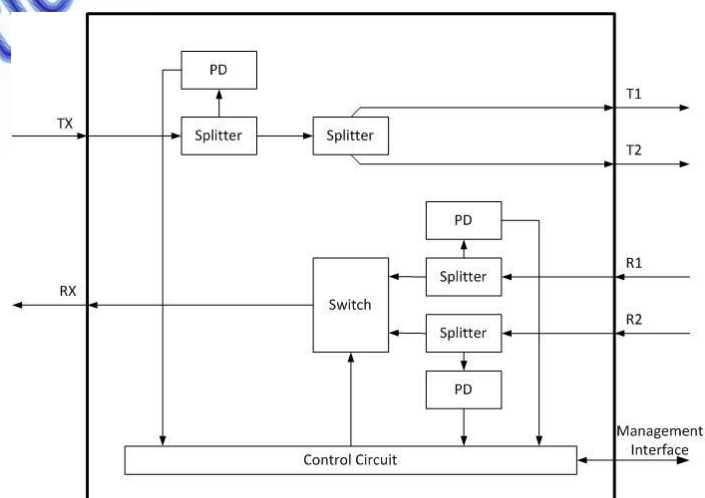 PD
T1
TX
Splitter
Splitter
T2
PD
R1
Splitter
RX
Switch
R2
Splitter
PD
Management
Interface
Control Circuit